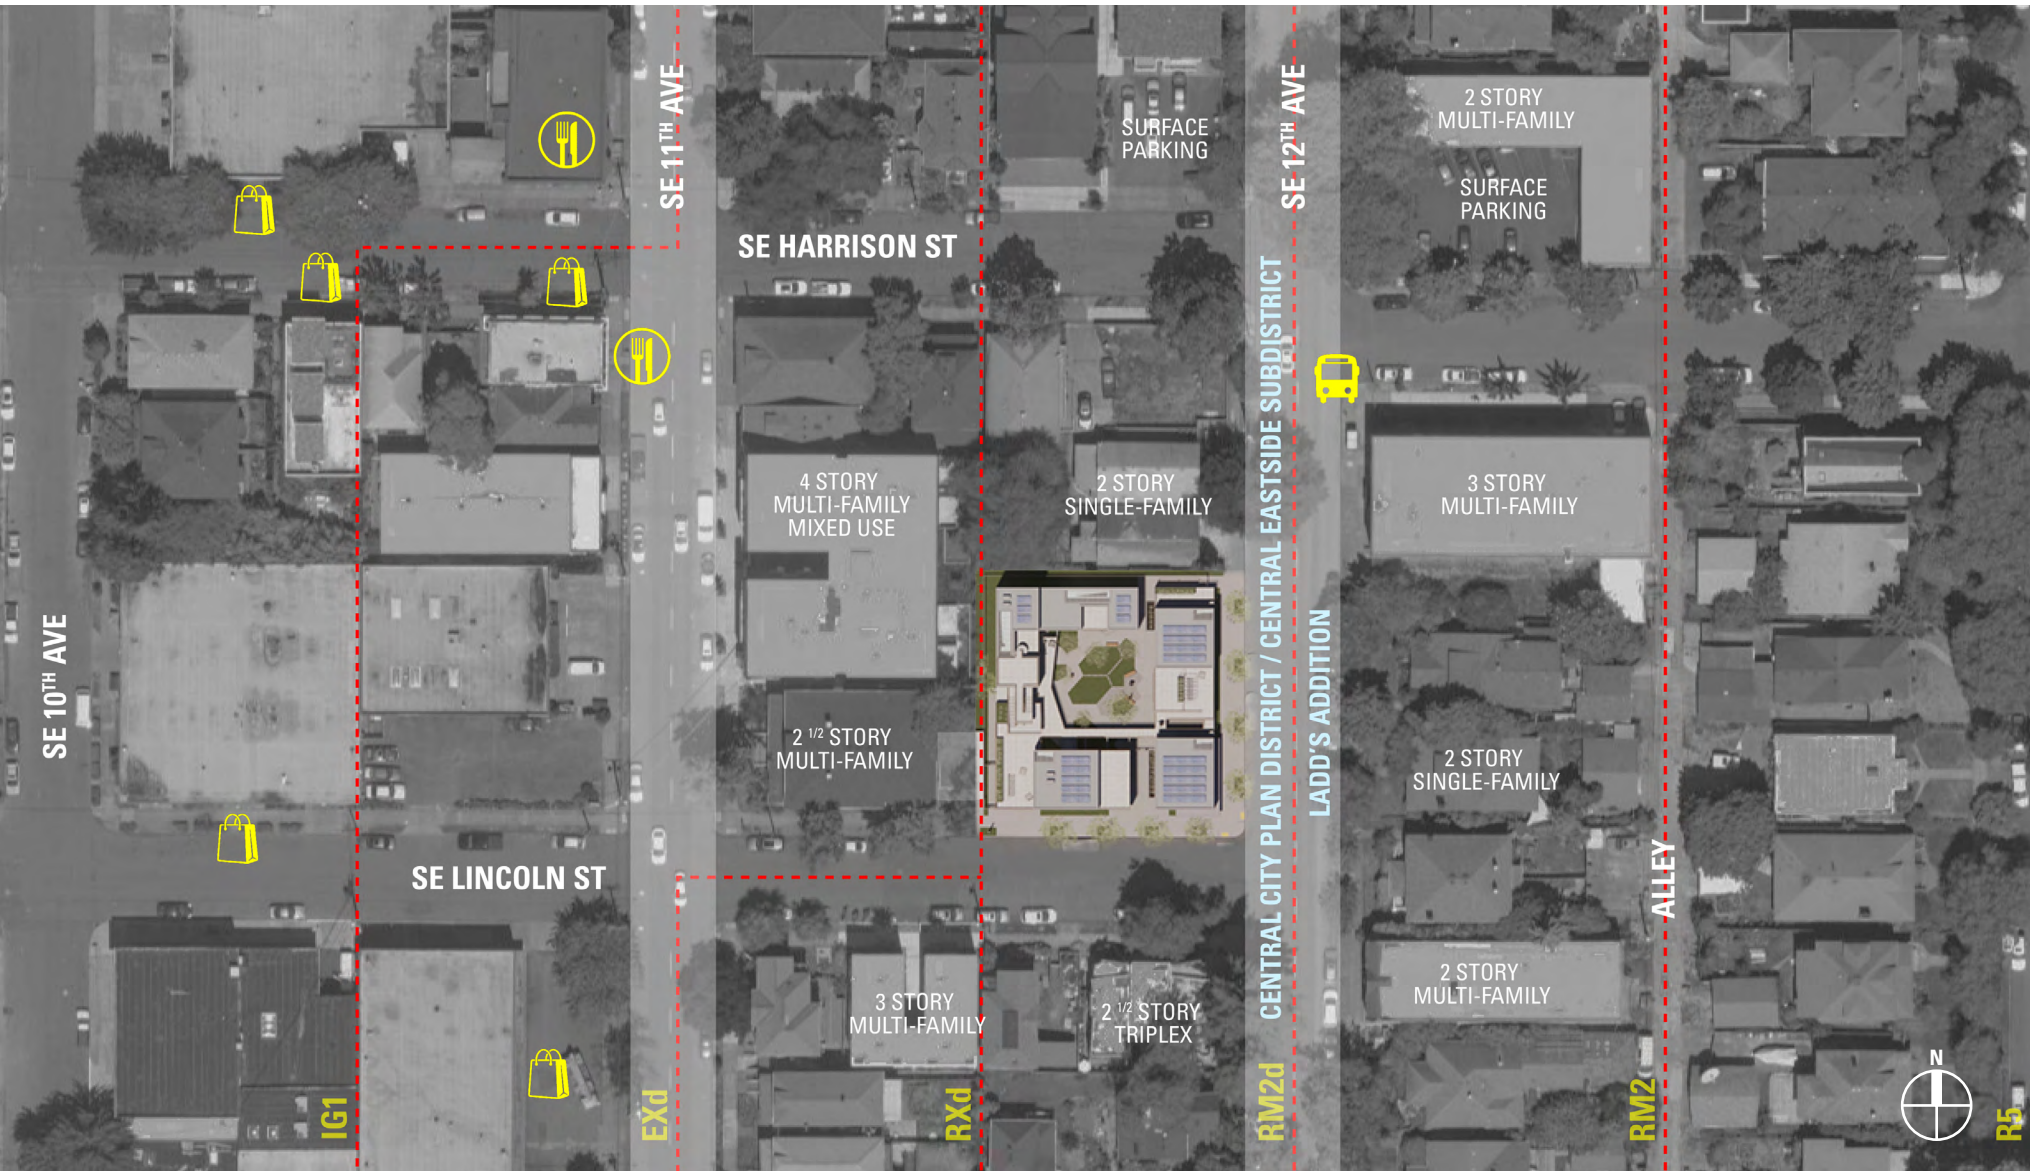 SE 11TH AVE
SE 12TH AVE
2 STORY
MULTI-FAMILY
SURFACE
PARKING
SURFACE
PARKING
SE HARRISON ST
4 STORY
MULTI-FAMILY
MIXED USE
2 STORY
SINGLE-FAMILY
3 STORY
MULTI-FAMILY
CENTRAL CITY PLAN DISTRICT / CENTRAL EASTSIDE SUBDISTRICT
LADD'S ADDITION
SE 10TH AVE
2 1/2 STORY
MULTI-FAMILY
2 STORY
SINGLE-FAMILY
SE LINCOLN ST
ALLEY
3 STORY
MULTI-FAMILY
2 1/2 STORY
TRIPLEX
2 STORY
MULTI-FAMILY
N
IG1
EXd
RXd
RM2d
RM2
R5